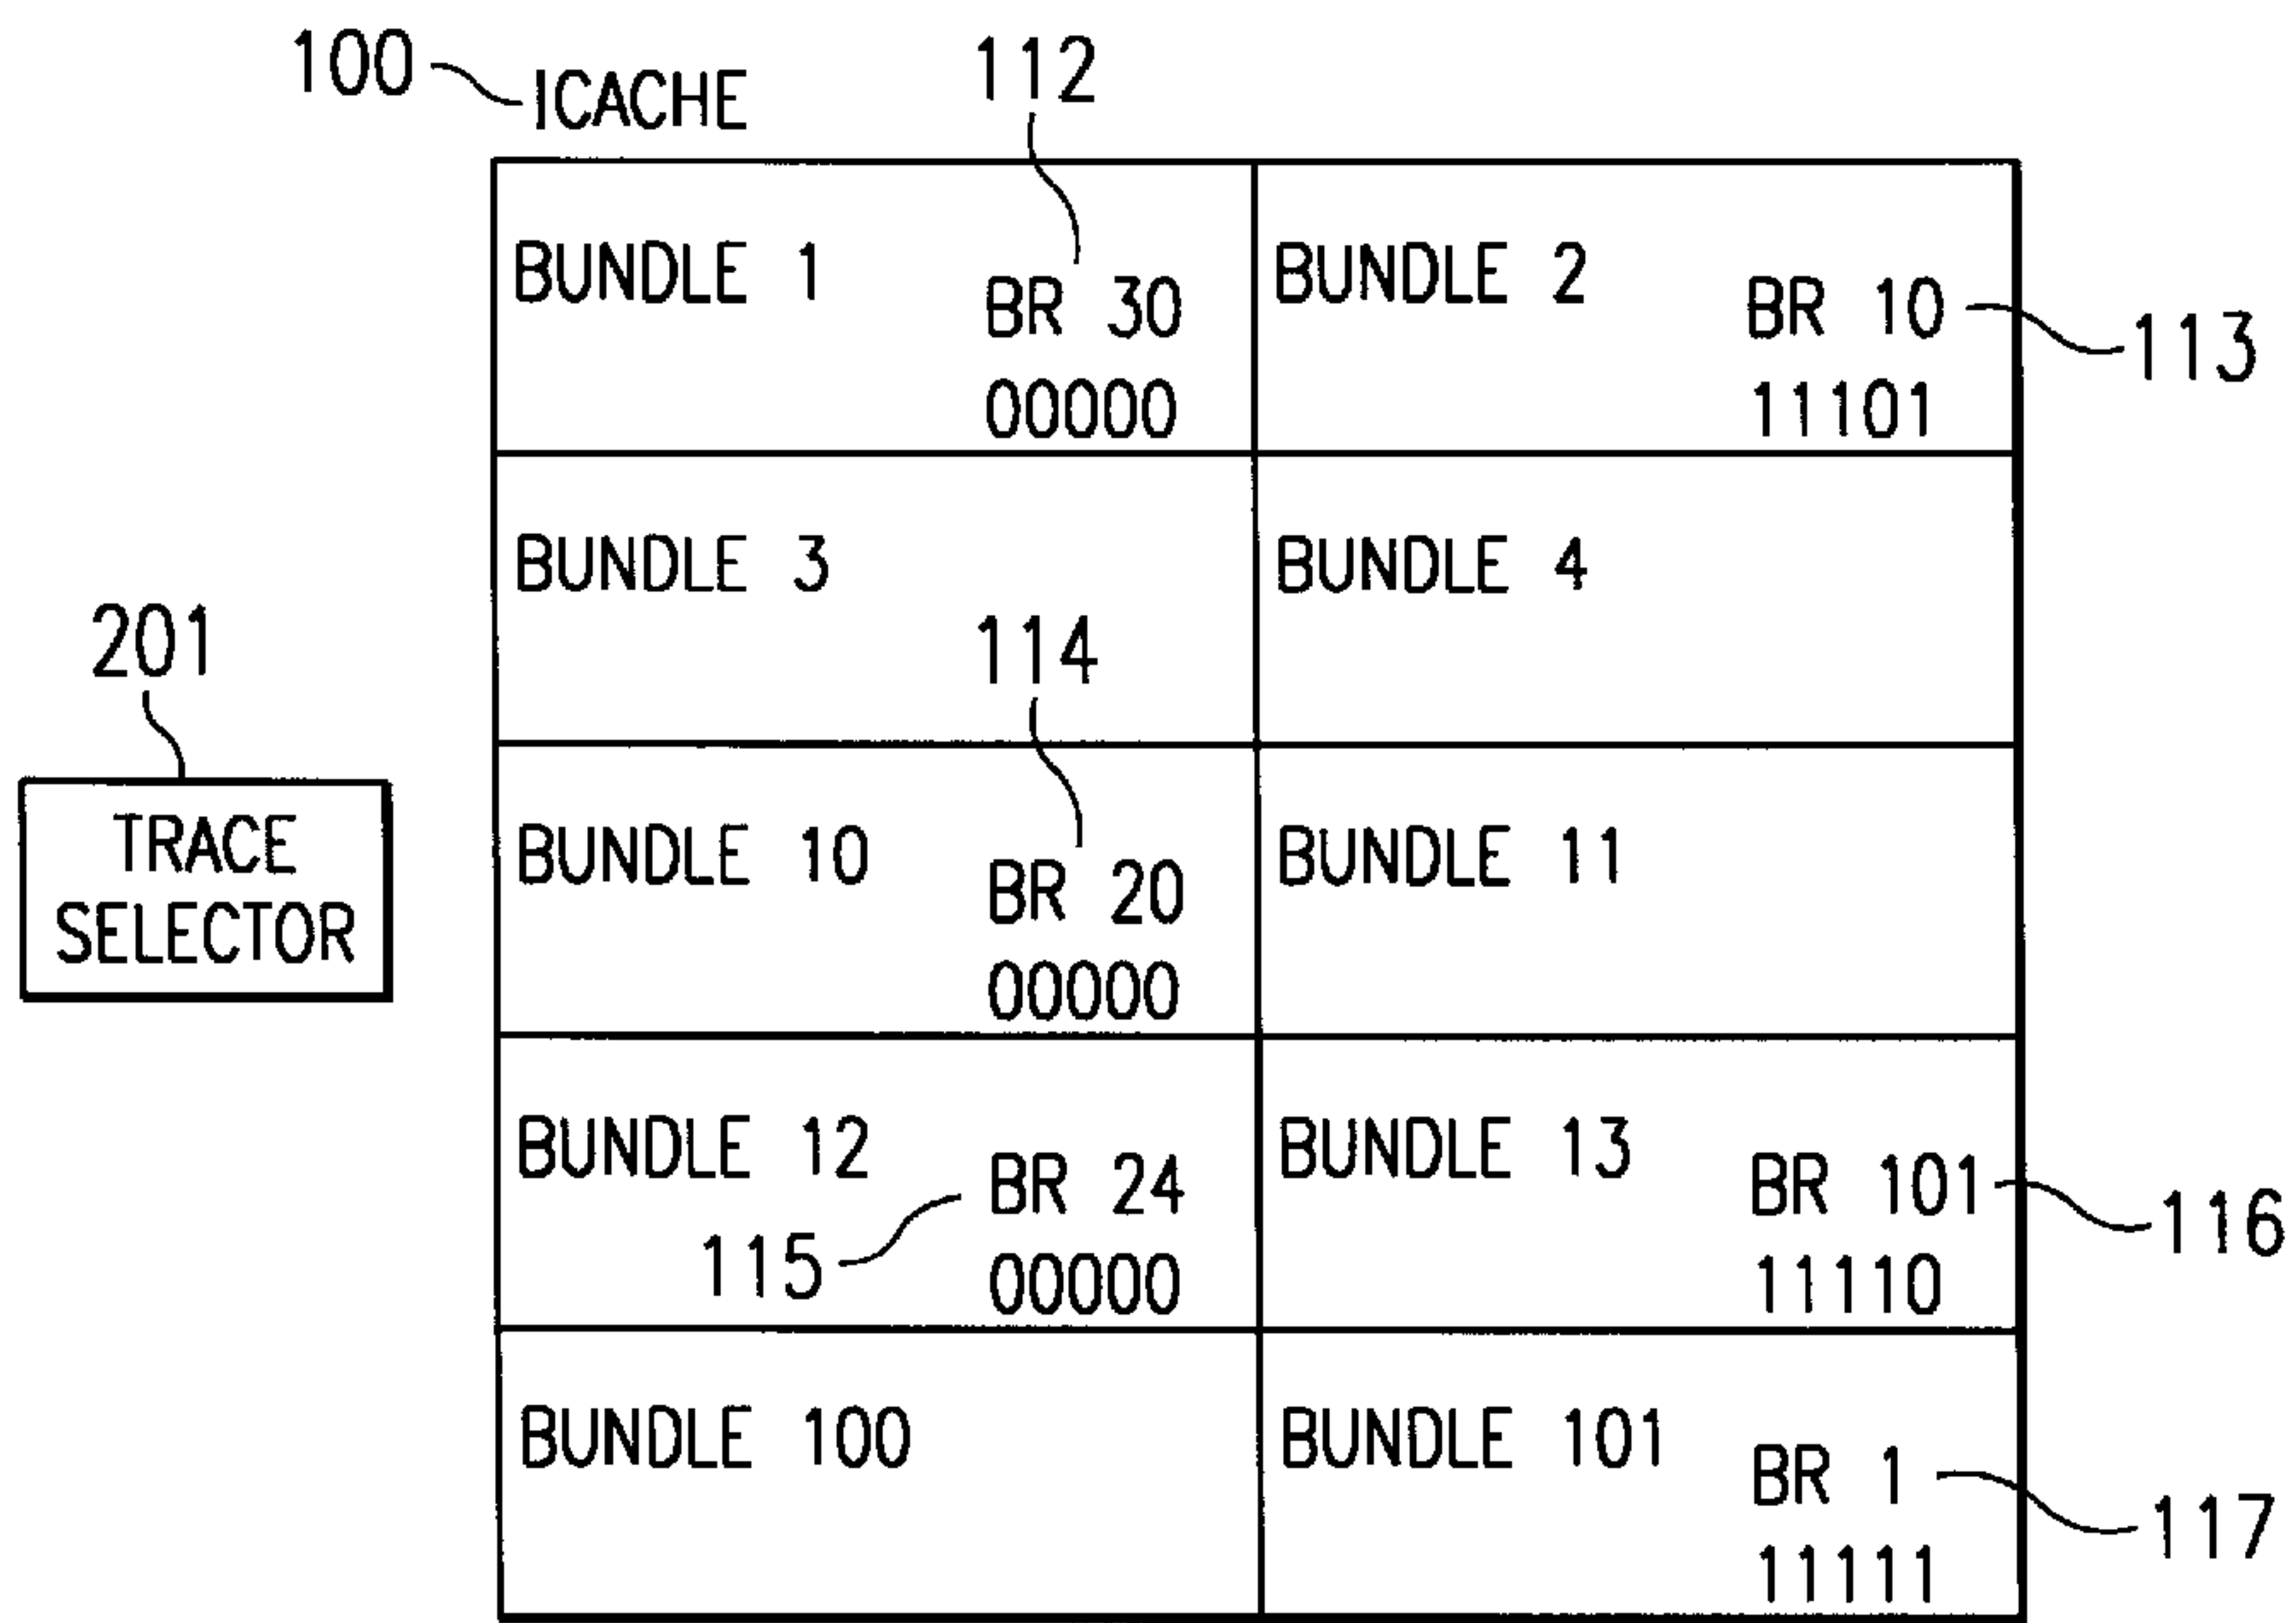 100
ICACHE
112
BUNDLE 1
BR 30
00000
BUNDLE 2
BR 10
11101
113
BUNDLE 3
BUNDLE 4
201
TRACE
SELECTOR
114
BUNDLE 10
BR 20
00000
BUNDLE 11
BUNDLE 12
BR 24
00000
115
BUNDLE 13
BR 101
11110
116
BUNDLE 100
BUNDLE 101
BR 1
11111
117